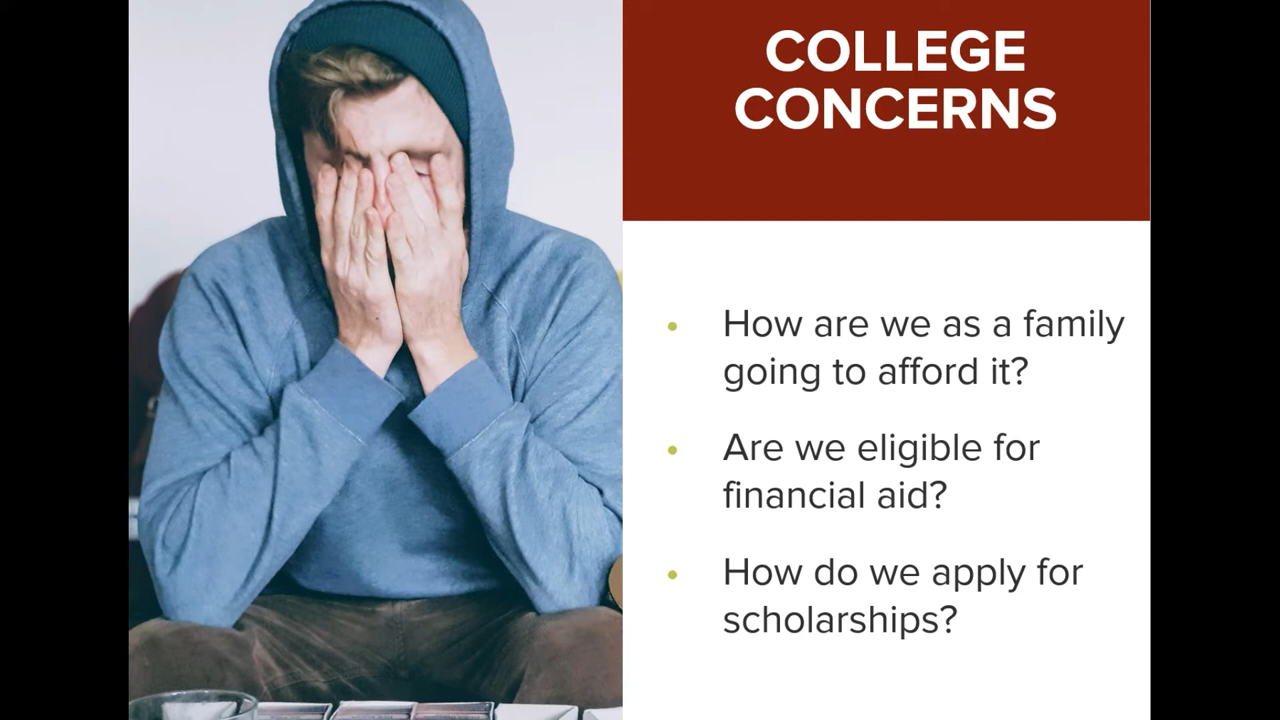 COLLEGE
CONCERNS
• How are we as a family
going to afford it?
• Are we eligible for
financial aid?
• How do we apply for
scholarships?